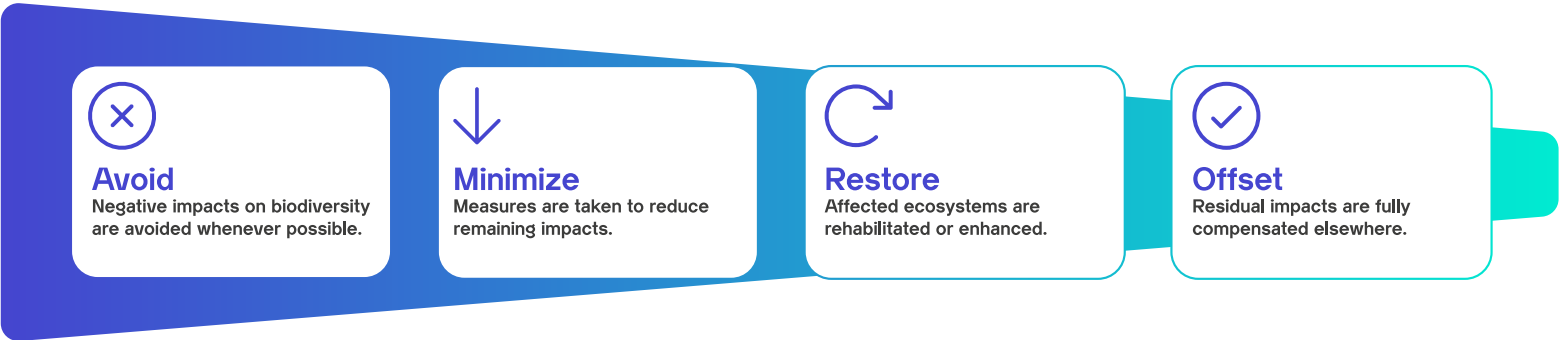 Avoid
Negative impacts on biodiversity
are avoided whenever possible.
Minimize
Measures are taken to reduce
remaining impacts.
Restore
Affected ecosystems are
rehabilitated or enhanced.
Offset
Residual impacts are fully
compensated elsewhere.